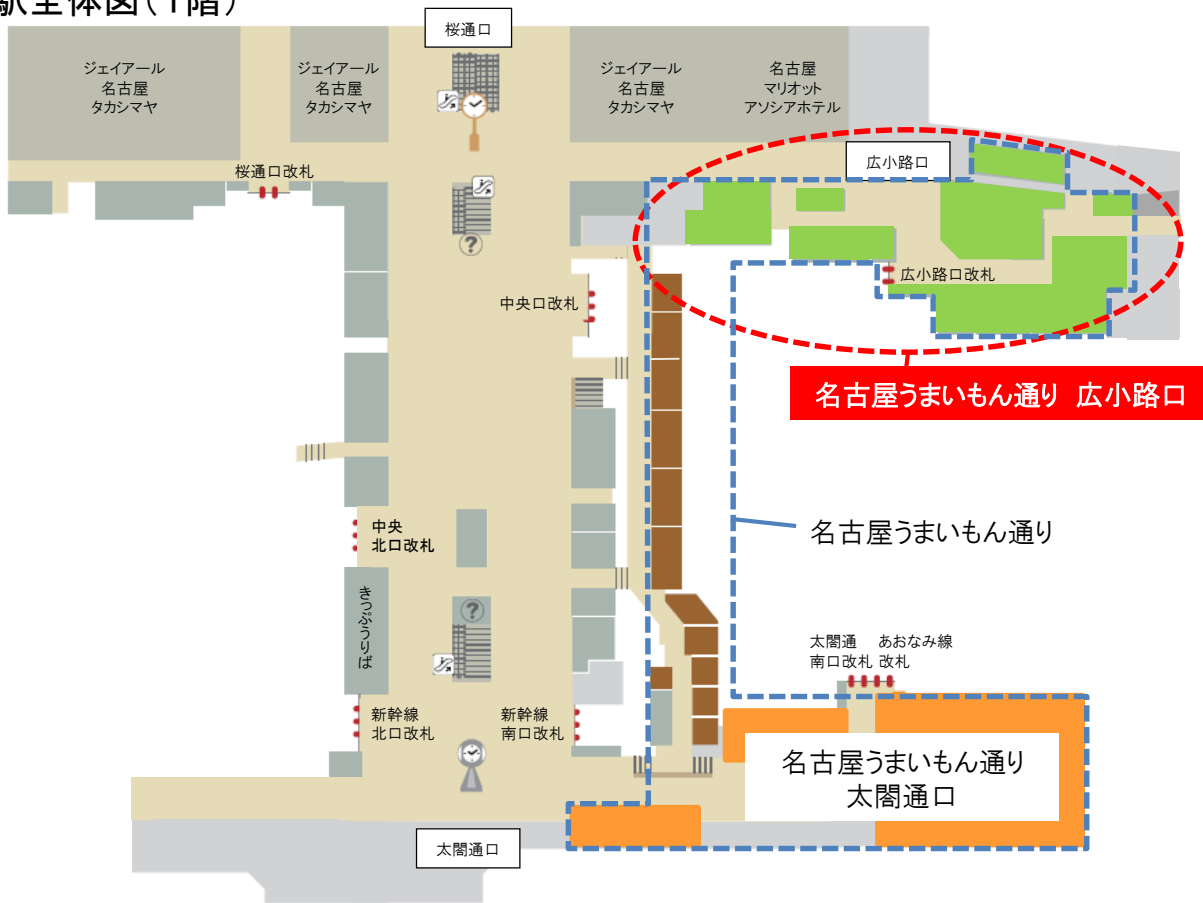 駅全体図(1階)
桜通口
ジェイアール
名古屋
タカシマヤ
ジェイアール
名古屋
タカシマヤ
ジェイアール
名古屋
タカシマヤ
名古屋
マリオット
アソシアホテル
桜通口改札
広小路口
?
広小路口改札
中央口改札
名古屋うまいもん通り 広小路口
中央
北口改札
名古屋うまいもん通り
きっぷうりば
?
太閤通
南口改札
あおなみ線
改札
新幹線
北口改札
新幹線
南口改札
名古屋うまいもん通り
太閤通口
太閤通口